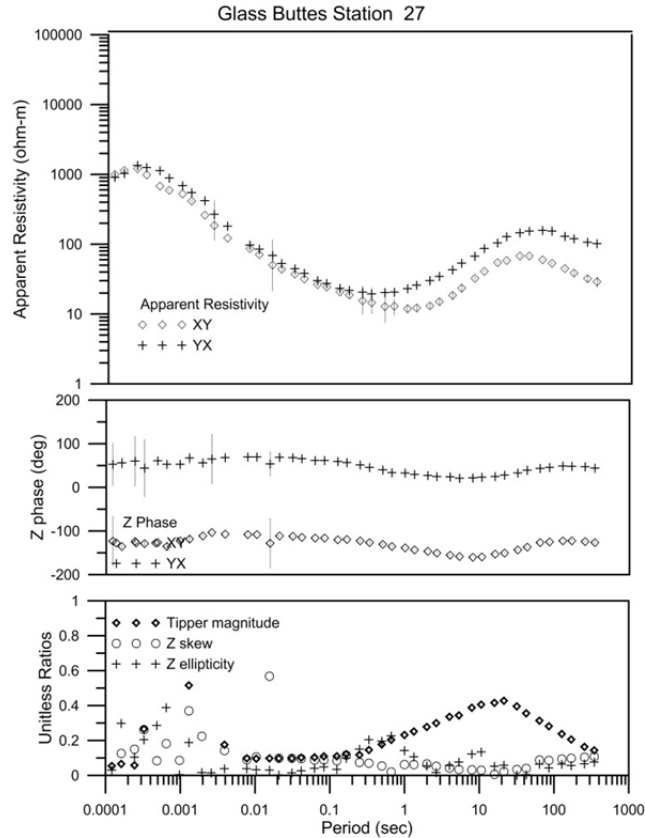 Glass Buttes Station 27
100000
10000
1000
100
10
1
Apparent Resistivity (ohm-m)
Apparent Resistivity
XY
YX
200
100
0
-100
-200
Z phase (deg)
Z Phase
XY
YX
1
0.8
0.6
0.4
0.2
0
Unitless Ratios
Tipper magnitude
Z skew
Z ellipticity
0.0001 0.001 0.01 0.1 1 10 100 1000
Period (sec)